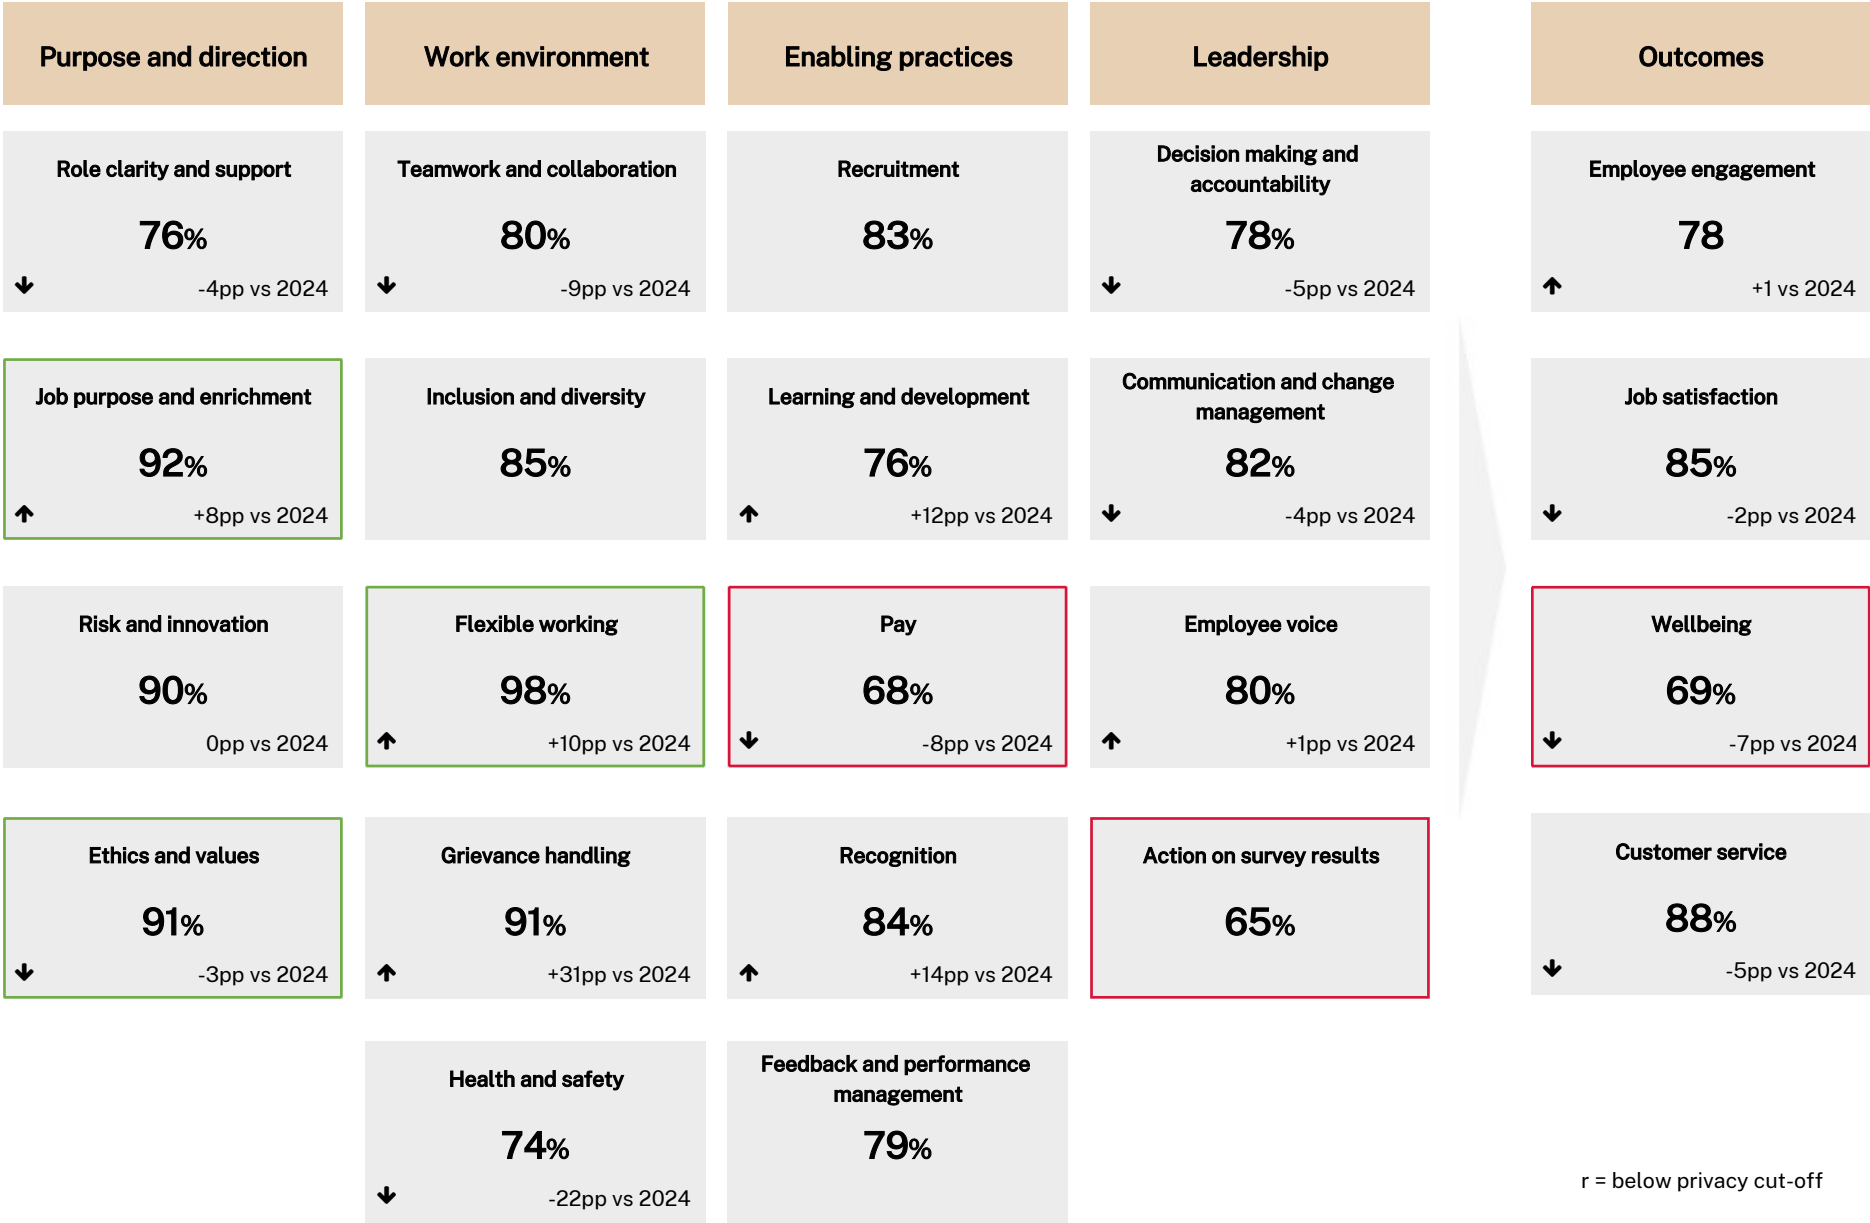 Purpose and direction
Work environment
Enabling practices
Leadership
Outcomes
Role clarity and support
76%
-4pp vs 2024
Teamwork and collaboration
80%
-9pp vs 2024
Recruitment
83%
Decision making and
accountability
78%
-5pp vs 2024
Employee engagement
78
+1 vs 2024
Job purpose and enrichment
92%
+8pp vs 2024
Inclusion and diversity
85%
Learning and development
76%
+12pp vs 2024
Communication and change
management
82%
-4pp vs 2024
Job satisfaction
85%
-2pp vs 2024
Risk and innovation
90%
0pp vs 2024
Flexible working
98%
+10pp vs 2024
Pay
68%
-8pp vs 2024
Employee voice
80%
+1pp vs 2024
Wellbeing
69%
-7pp vs 2024
Ethics and values
91%
-3pp vs 2024
Grievance handling
91%
+31pp vs 2024
Recognition
84%
+14pp vs 2024
Action on survey results
65%
Customer service
88%
-5pp vs 2024
Health and safety
74%
-22pp vs 2024
Feedback and performance
management
79%
r = below privacy cut-off